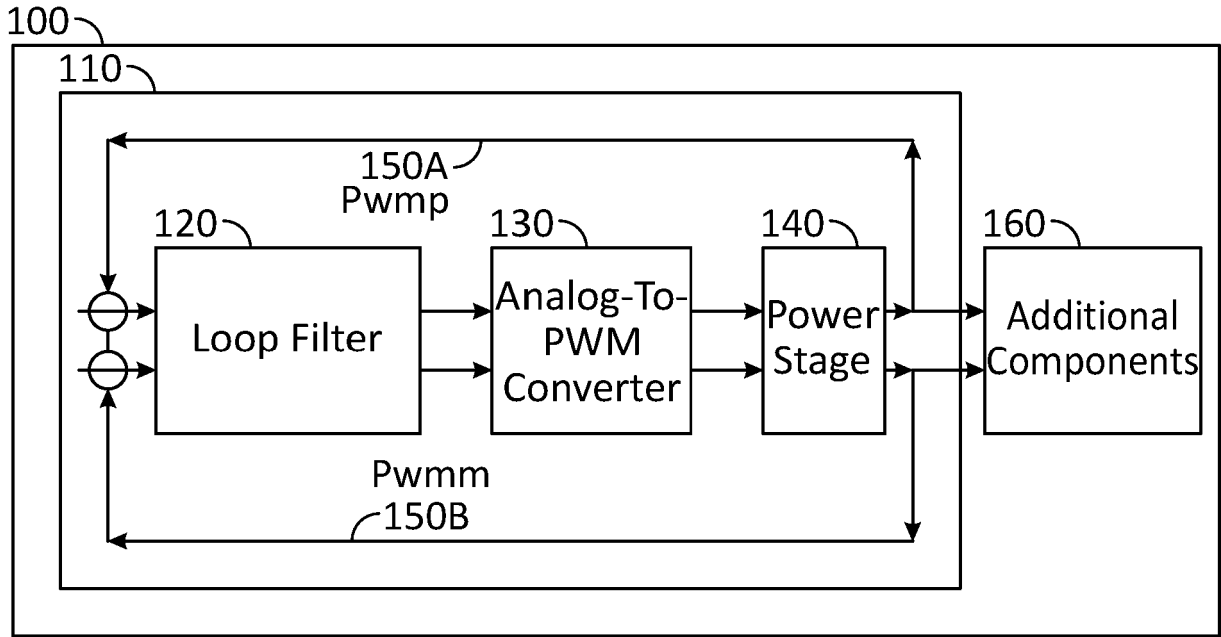 100
110
150A
Pwmp
120
130
140
160
Loop Filter
Analog-To-
PWM
Converter
Power
Stage
Additional
Components
Pwmm
150B